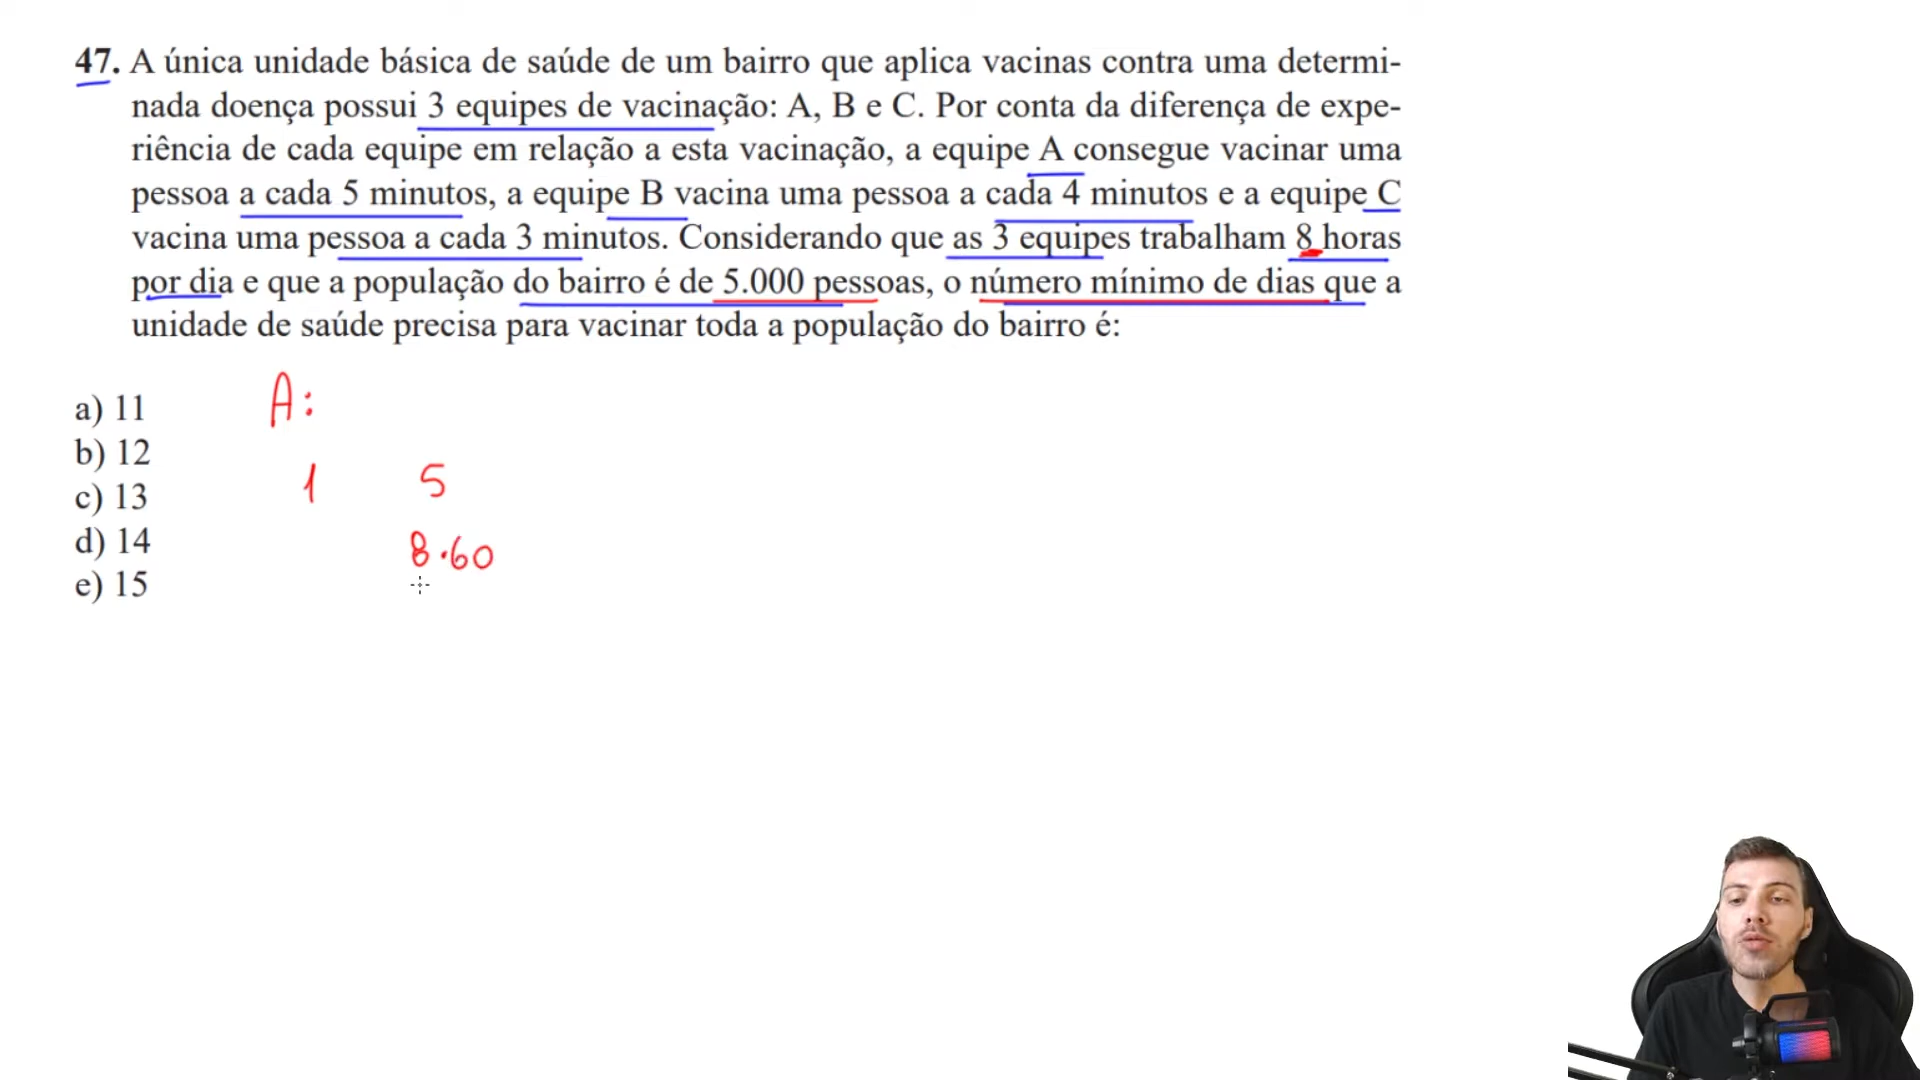 47. A única unidade básica de saúde de um bairro que aplica vacinas contra uma determi-
nada doença possui 3 equipes de vacinação: A, B e C. Por conta da diferença de expe-
riência de cada equipe em relação a esta vacinação, a equipe A consegue vacinar uma
pessoa a cada 5 minutos, a equipe B vacina uma pessoa a cada 4 minutos e a equipe C
vacina uma pessoa a cada 3 minutos. Considerando que as 3 equipes trabalham 8 horas
por dia e que a população do bairro é de 5.000 pessoas, o número mínimo de dias que a
unidade de saúde precisa para vacinar toda a população do bairro é:
a) 11
b) 12
c) 13
d) 14
e) 15
A:
1 5
8.60